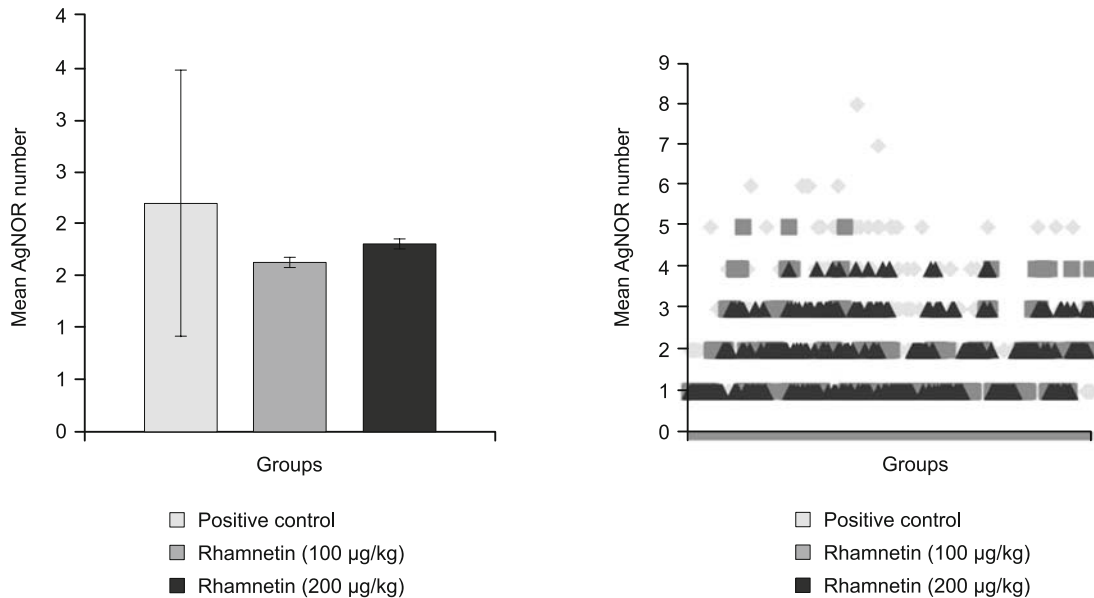 4
4
3
3
2
2
1
1
0
Mean AgNOR number
Groups
Positive control
Rhamnetin (100 µg/kg)
Rhamnetin (200 µg/kg)
9
8
7
6
5
4
3
2
1
0
Mean AgNOR number
Groups
Positive control
Rhamnetin (100 µg/kg)
Rhamnetin (200 µg/kg)